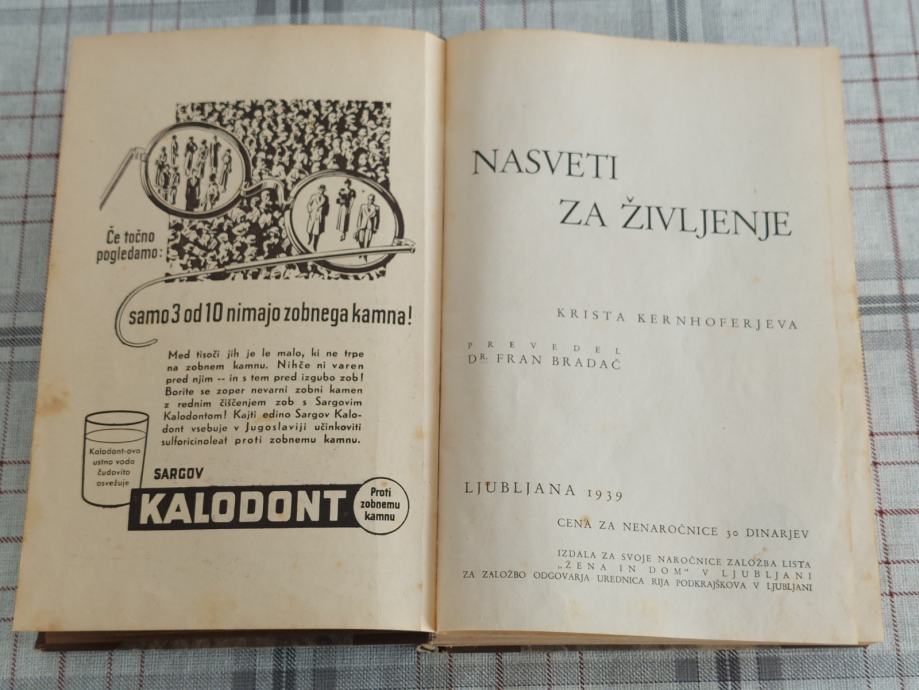 Če točno
pogledamo:
samo 3 od 10 nimajo zobnega kamna!
Med tisoči jih je le malo, ki ne trpe
na zobnem kamnu. Nihče ni varen
pred njim -- in s tem pred izgubo zob!
Borite se zoper nevarni zobni kamen
z rednim čiščenjem zob s Sargovim
Kalodontom! Kajti edino Sargov Kalo-
dont vsebuje v Jugoslaviji učinkoviti
sulforicinoleat proti zobnemu kamnu.
Kalodont-ova
ustna voda
čudovito
osvežuje
SARGOV
KALODONT
Proti
zobnemu
kamnu
NASVETI
ZA ŽIVLJENJE
KRISTA KERNHOFERJEVA
PREVEDEL
DR. FRAN BRADAČ
LJUBLJANA 1939
CENA ZA NENAROČNICE 30 DINARJEV
IZDALA ZA SVOJE NAROČNICE ZALOŽBA LISTA
„ŽENA IN DOM" V LJUBLJANI
ZA ZALOŽBO ODGOVARJA UREDNICA RIJA PODKRAJŠKOVA V LJUBLJANI